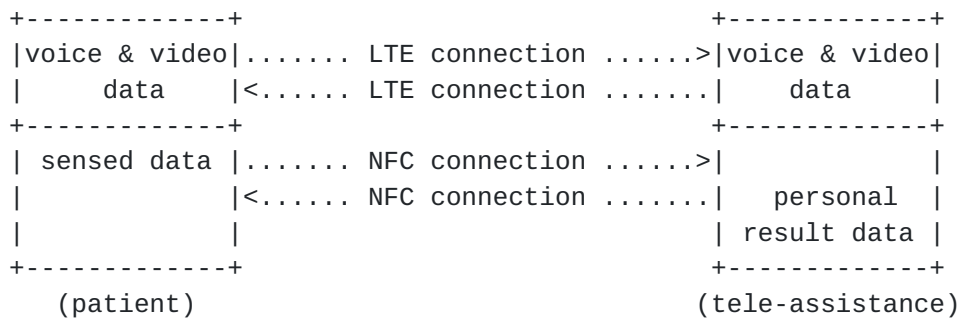 +-------------+                           +-------------+
|voice & video|....... LTE connection ......>|voice & video|
|     data    |<...... LTE connection .......|    data     |
+-------------+                           +-------------+
| sensed data |....... NFC connection ......>|             |
|             |<...... NFC connection .......|   personal  |
|             |                           | result data |
+-------------+                           +-------------+
(patient)                           (tele-assistance)